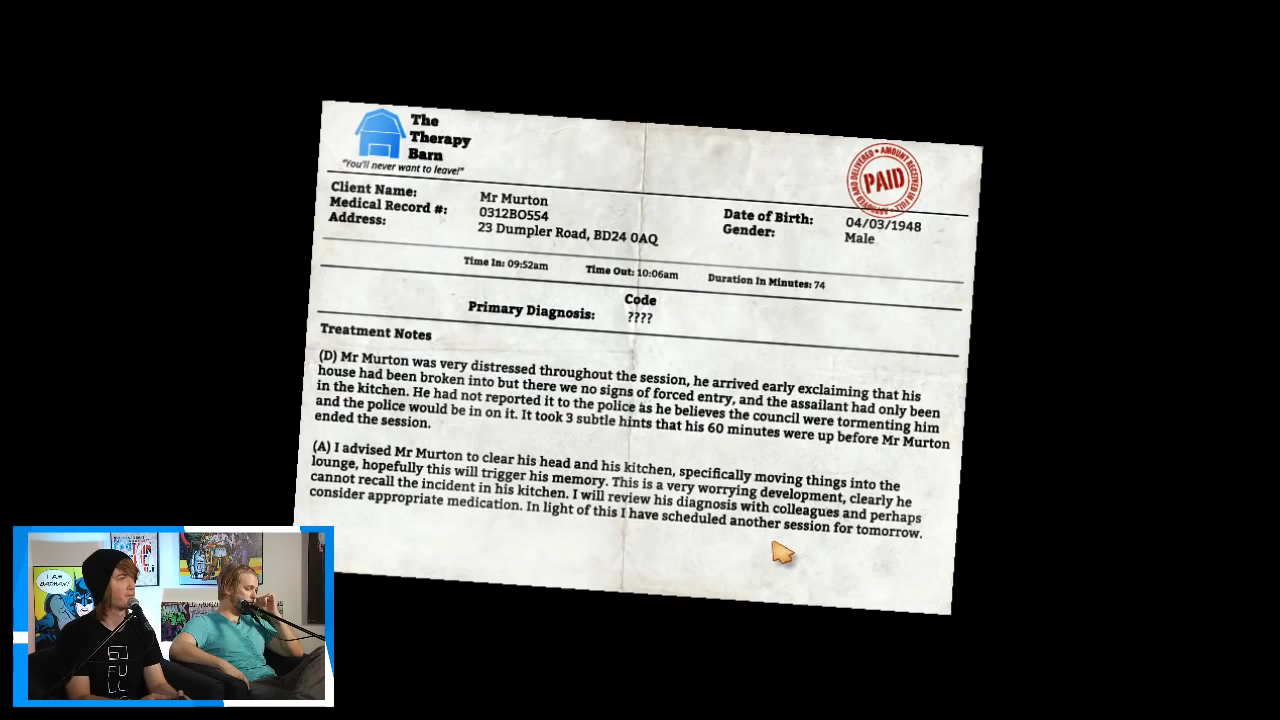 The
Therapy
Barn
"You'll never want to leave!"
PAID
Client Name: Mr Murton
Medical Record #: 0312BO554
Address: 23 Dumpler Road, BD24 0AQ
Date of Birth: 04/03/1948
Gender: Male
Time In: 09:52am Time Out: 10:06am Duration In Minutes: 74
Code
Primary Diagnosis: ????
Treatment Notes
(D) Mr Murton was very distressed throughout the session, he arrived early exclaiming that his
house had been broken into but there we no signs of forced entry, and the assailant had only been
in the kitchen. He had not reported it to the police as he believes the council were tormenting him
and the police would be in on it. It took 3 subtle hints that his 60 minutes were up before Mr Murton
ended the session.
(A) I advised Mr Murton to clear his head and his kitchen, specifically moving things into the
lounge, hopefully this will trigger his memory. This is a very worrying development, clearly he
cannot recall the incident in his kitchen. I will review his diagnosis with colleagues and perhaps
consider appropriate medication. In light of this I have scheduled another session for tomorrow.
I AM
BATMAN!